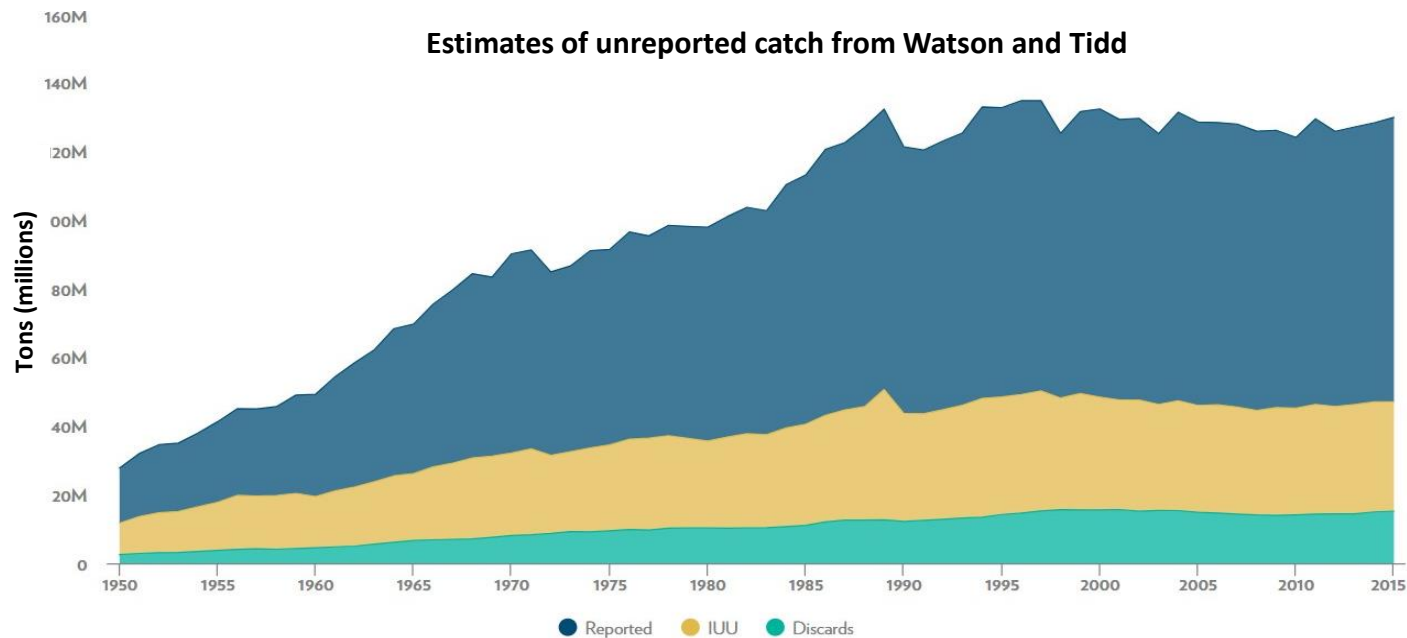 160M
Estimates of unreported catch from Watson and Tidd
140M
20M
00M
80M
60M
40M
20M
0
Tons (millions)
1950 1955 1960 1965 1970 1975 1980 1985 1990 1995 2000 2005 2010 2015
Reported IUU Discards